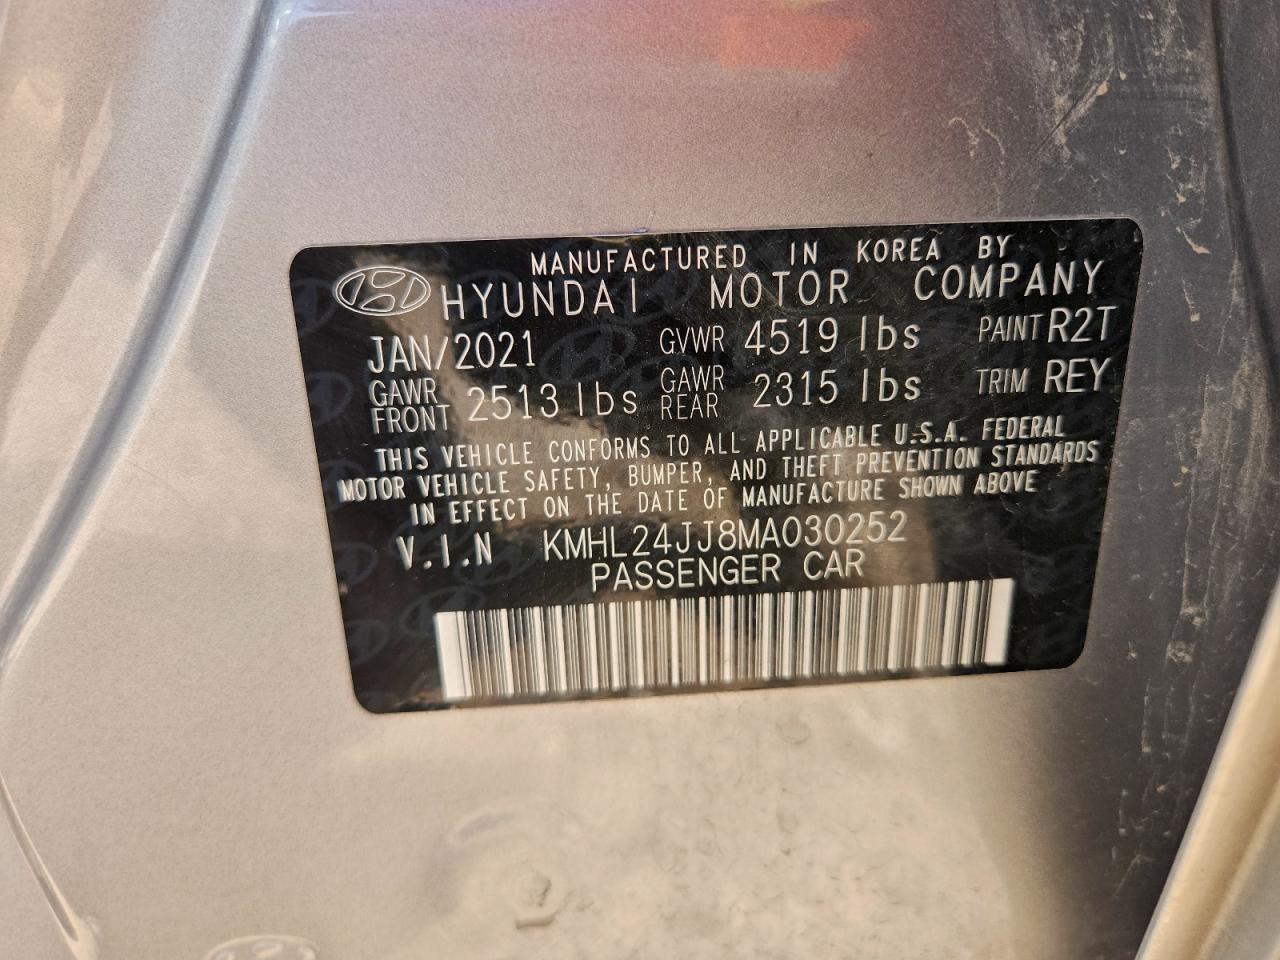 MANUFACTURED IN KOREA BY
HYUNDAI MOTOR COMPANY
JAN/2021 GVWR 4519 lbs PAINT R2T
GAWR FRONT 2513 lbs GAWR REAR 2315 lbs TRIM REY
THIS VEHICLE CONFORMS TO ALL APPLICABLE U.S.A. FEDERAL
MOTOR VEHICLE SAFETY, BUMPER, AND THEFT PREVENTION STANDARDS
IN EFFECT ON THE DATE OF MANUFACTURE SHOWN ABOVE
V.I.N KMHL24JJ8MA030252
PASSENGER CAR